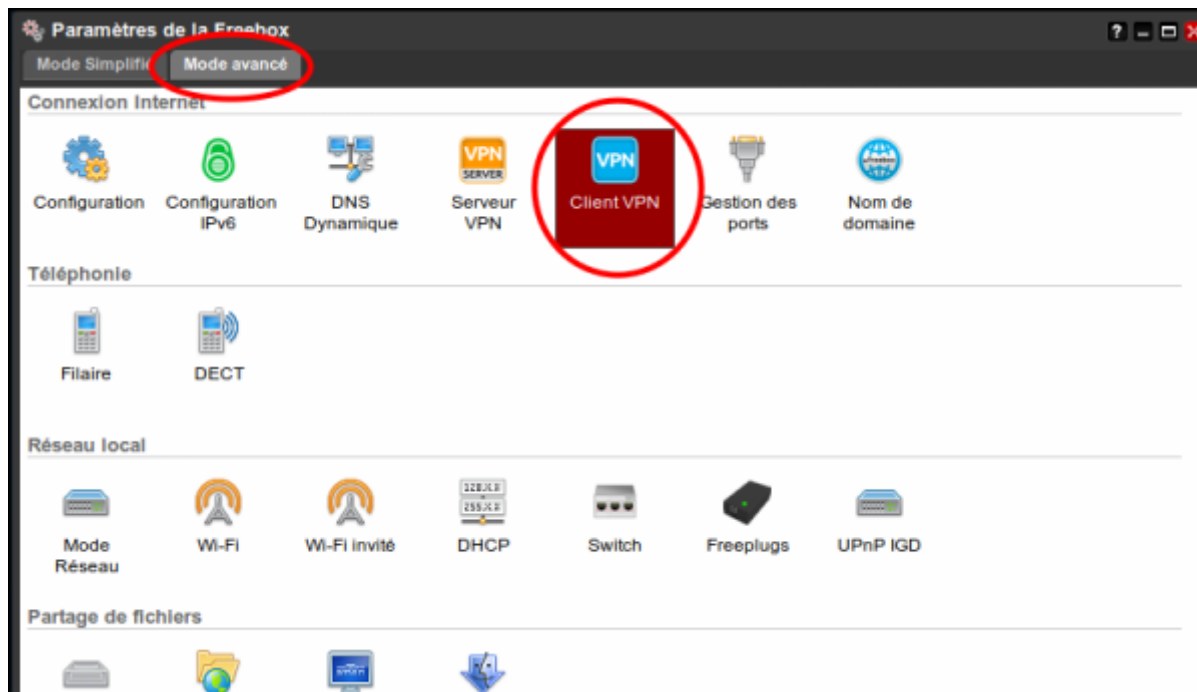 Paramètres de la Freebox
Mode Simplifié Mode avancé
Connexion Internet
VPN
SERVER
VPN
Configuration
Configuration
IPv6
DNS
Dynamique
Serveur
VPN
Client VPN
Gestion des
ports
Nom de
domaine
Téléphonie
Filaire
DECT
Réseau local
Mode
Réseau
Wi-Fi
Wi-Fi invité
DHCP
Switch
Freeplugs
UPnP IGD
Partage de fichiers